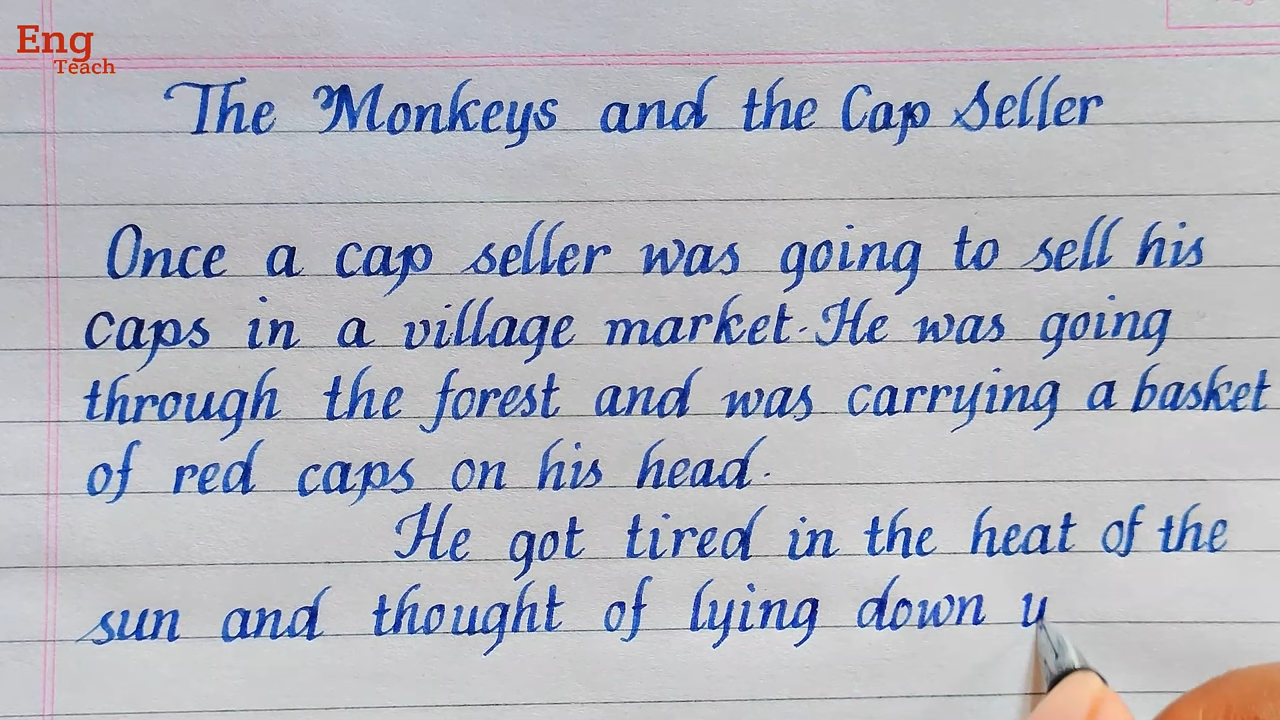 Eng
Teach
The Monkeys and the Cap Seller
Once a cap seller was going to sell his
caps in a village market. He was going
through the forest and was carrying a basket
of red caps on his head.
He got tired in the heat of the
sun and thought of lying down u